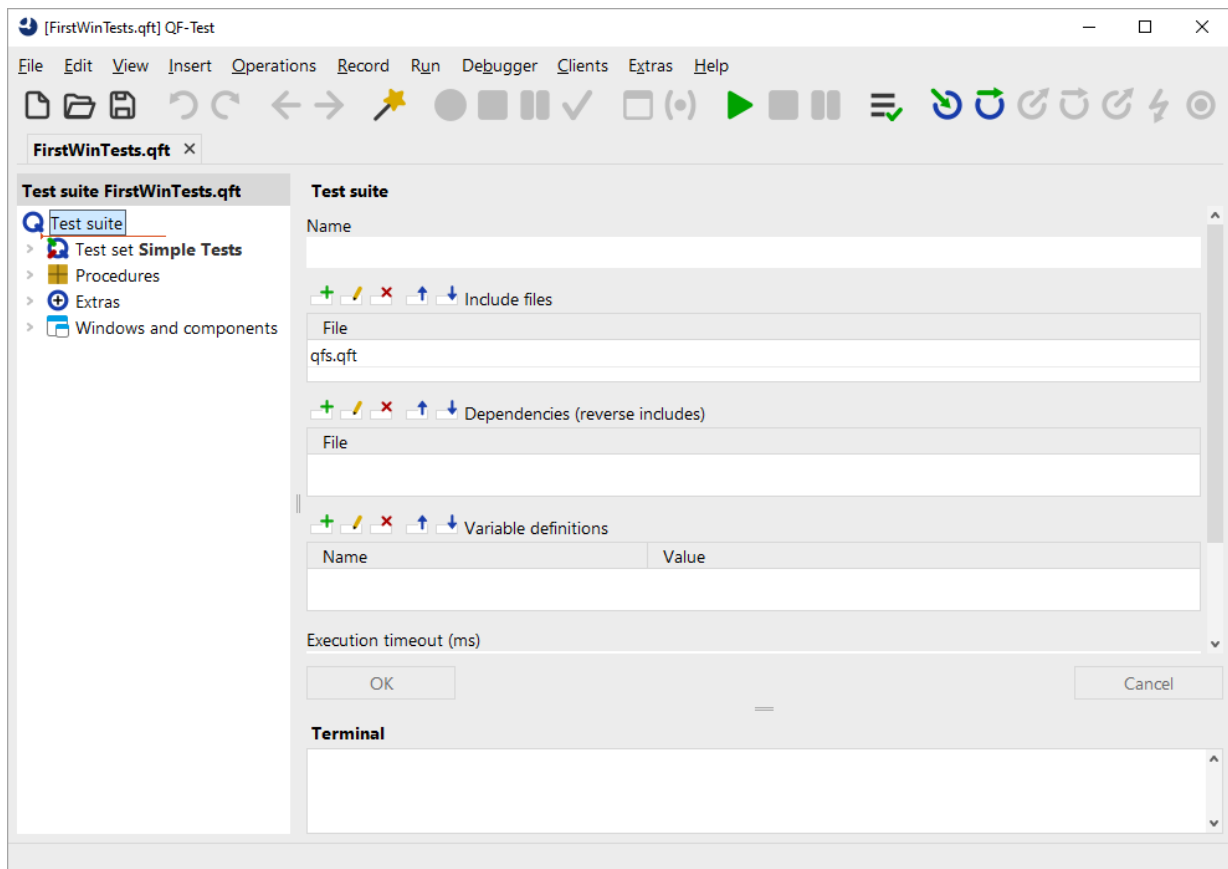 [FirstWinTests.qft] QF-Test
File Edit View Insert Operations Record Run Debugger Clients Extras Help
FirstWinTests.qft
Test suite FirstWinTests.qft
Test suite
Test set Simple Tests
Procedures
Extras
Windows and components
Test suite
Name
Include files
File
qfs.qft
Dependencies (reverse includes)
File
Variable definitions
Name Value
Execution timeout (ms)
OK Cancel
Terminal